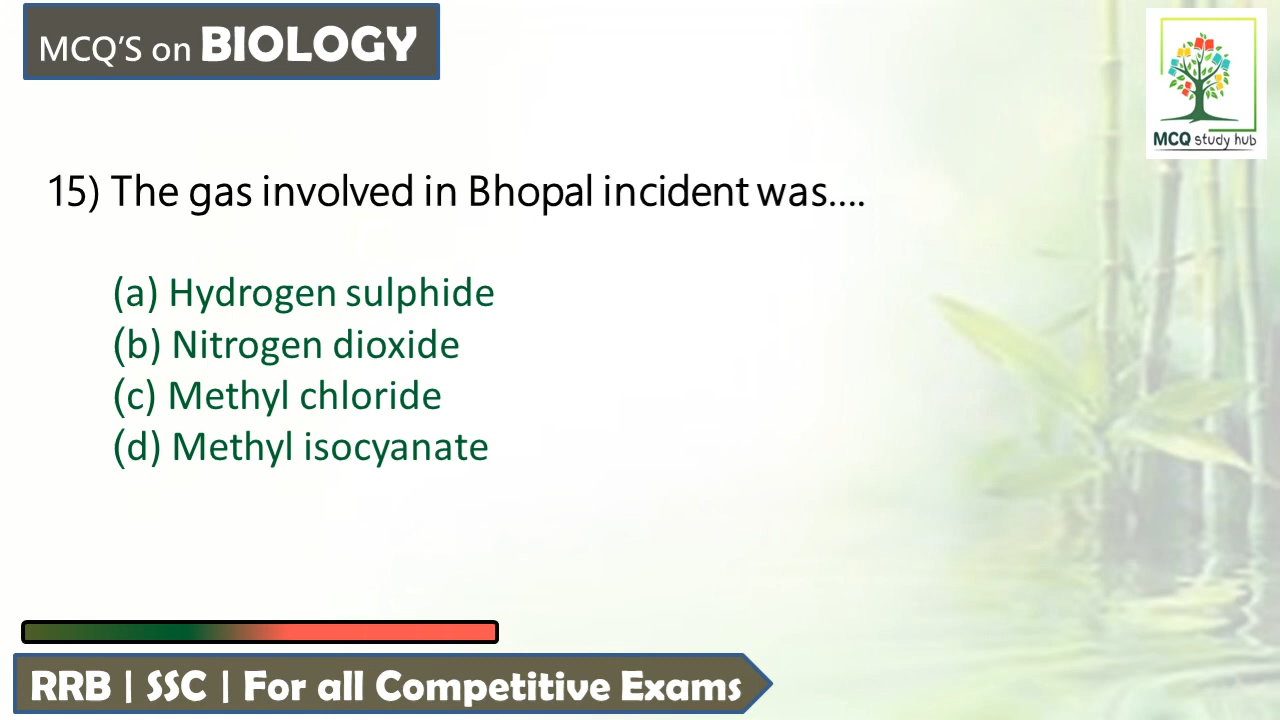 MCQ'S on BIOLOGY
MCQ study hub
15) The gas involved in Bhopal incident was....
(a) Hydrogen sulphide
(b) Nitrogen dioxide
(c) Methyl chloride
(d) Methyl isocyanate
RRB | SSC | For all Competitive Exams